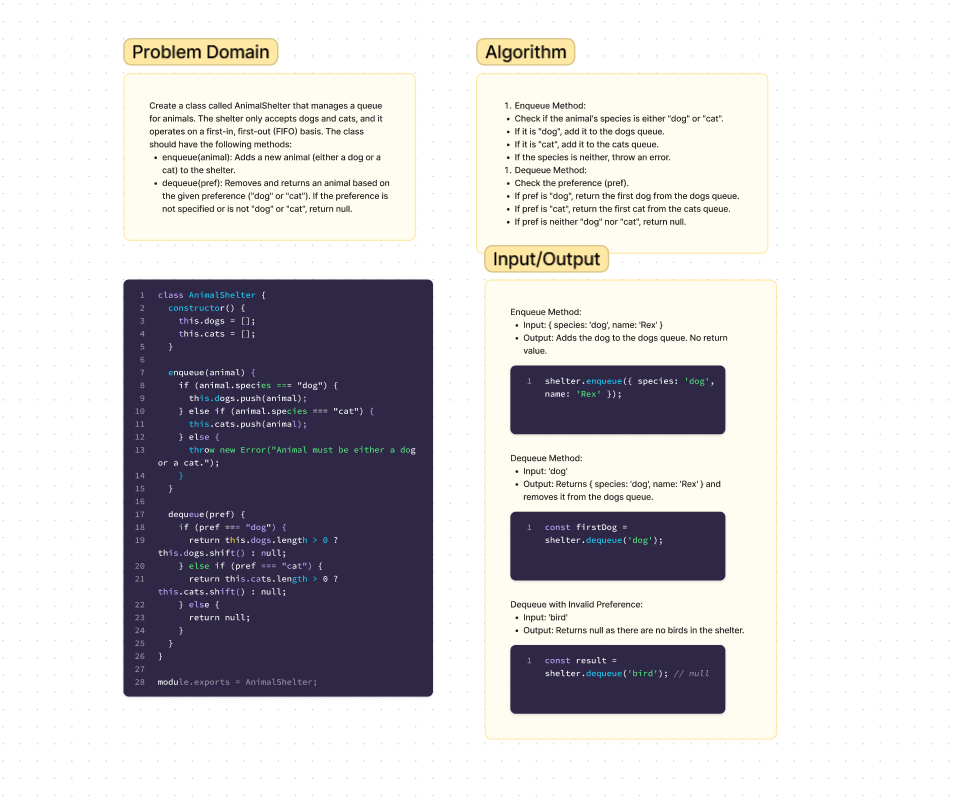 Problem Domain
Create a class called AnimalShelter that manages a queue
for animals. The shelter only accepts dogs and cats, and it
operates on a first-in, first-out (FIFO) basis. The class
should have the following methods:
• enqueue(animal): Adds a new animal (either a dog or a
cat) to the shelter.
• dequeue(pref): Removes and returns an animal based on
the given preference ("dog" or "cat"). If the preference is
not specified or is not "dog" or "cat", return null.
Algorithm
1. Enqueue Method:
• Check if the animal's species is either "dog" or "cat".
• If it is "dog", add it to the dogs queue.
• If it is "cat", add it to the cats queue.
• If the species is neither, throw an error.
1. Dequeue Method:
• Check the preference (pref).
• If pref is "dog", return the first dog from the dogs queue.
• If pref is "cat", return the first cat from the cats queue.
• If pref is neither "dog" nor "cat", return null.
1 class AnimalShelter {
2 constructor() {
3 this.dogs = [];
4 this.cats = [];
5 }
6
7 enqueue(animal) {
8 if (animal.species === "dog") {
9 this.dogs.push(animal);
10 } else if (animal.species === "cat") {
11 this.cats.push(animal);
12 } else {
13 throw new Error("Animal must be either a dog
or a cat.");
14 }
15 }
16
17 dequeue(pref) {
18 if (pref === "dog") {
19 return this.dogs.length > 0 ?
this.dogs.shift() : null;
20 } else if (pref === "cat") {
21 return this.cats.length > 0 ?
this.cats.shift() : null;
22 } else {
23 return null;
24 }
25 }
26 }
27
28 module.exports = AnimalShelter;
Input/Output
Enqueue Method:
• Input: { species: 'dog', name: 'Rex' }
• Output: Adds the dog to the dogs queue. No return
value.
1 shelter.enqueue({ species: 'dog',
name: 'Rex' });
Dequeue Method:
• Input: 'dog'
• Output: Returns { species: 'dog', name: 'Rex' } and
removes it from the dogs queue.
1 const firstDog =
shelter.dequeue('dog');
Dequeue with Invalid Preference:
• Input: 'bird'
• Output: Returns null as there are no birds in the shelter.
1 const result =
shelter.dequeue('bird'); // null